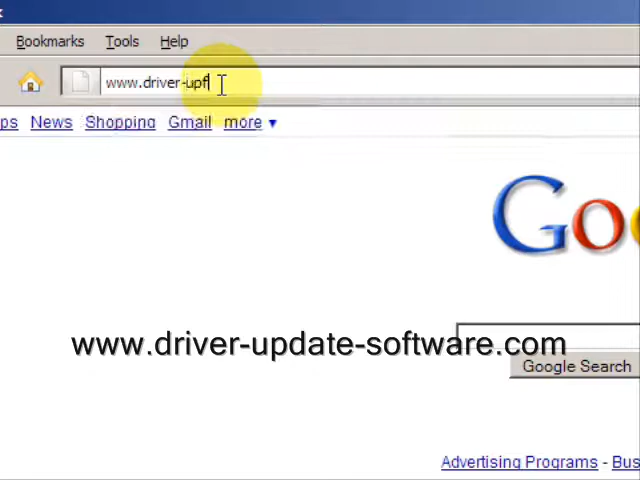 Bookmarks Tools Help
www.driver-upf
ps News Shopping Gmail more ▼
Goo
www.driver-update-software.com
Google Search
Advertising Programs - Bus